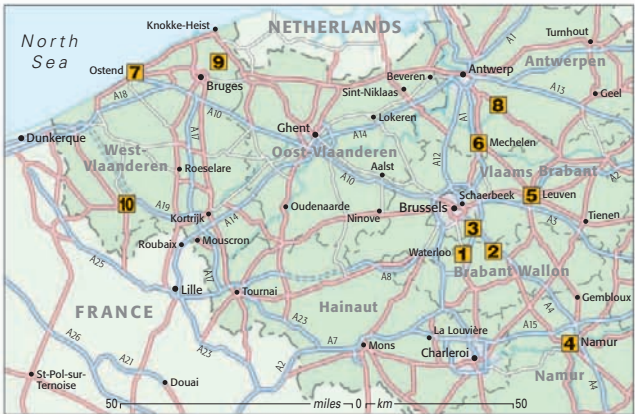 Knokke-Heist
NETHERLANDS
North
Sea
Turnhout
A1
Ostend
7
9
Bruges
Beveren
Antwerp
Antwerpen
Sint-Niklaas
A13
Geel
A18
A10
8
Lokeren
A17
Ghent
A14
A1
Dunkerque
6
Mechelen
West-
Vlaanderen
Oost-Vlaanderen
A12
Roeselare
Aalst
Vlaams Brabant
A2
A10
Schaerbeek
5
Leuven
10
A19
Oudenaarde
Brussels
Kortrijk
A14
Ninove
A3
Tienen
3
Roubaix
Mouscron
Waterloo
1
2
A25
A17
Brabant Wallon
A8
Lille
Tournai
Gembloux
FRANCE
Hainaut
A4
A23
A26
A15
La Louvière
A7
Mons
4
Namur
A21
A23
Charleroi
A2
St-Pol-sur-
Ternoise
Douai
Namur
A4
50
miles
0
km
50